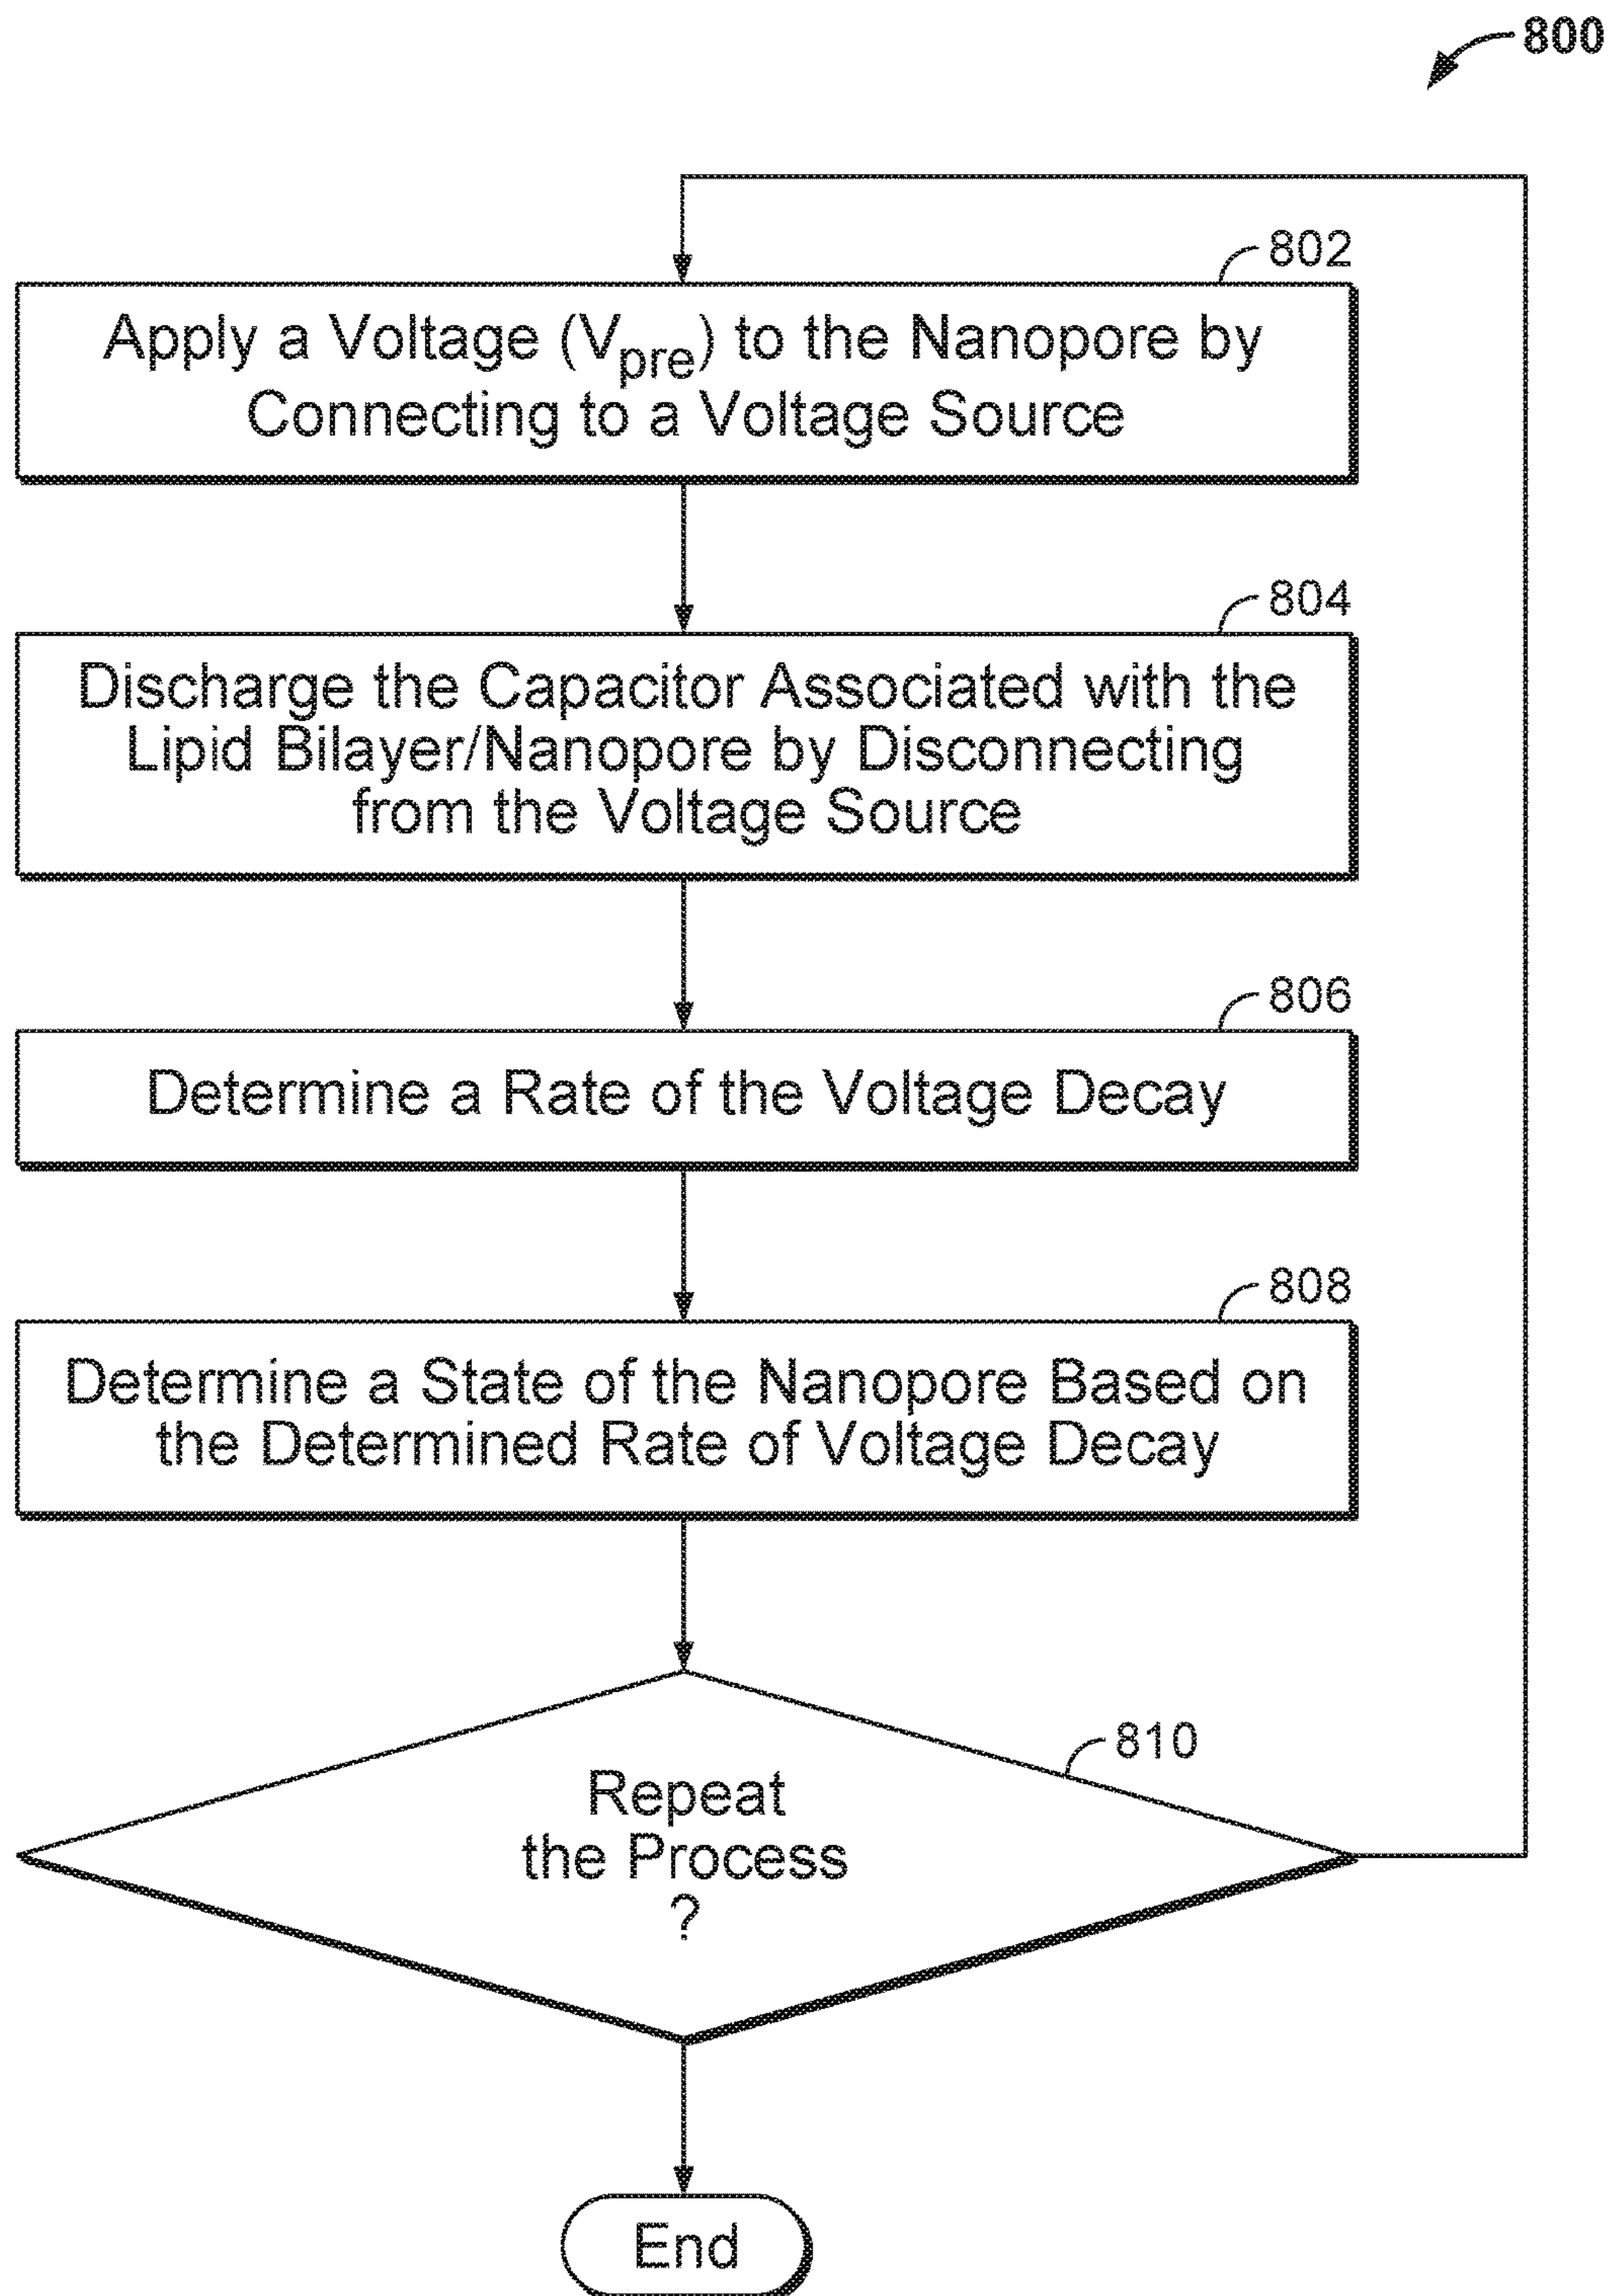 800
802
Apply a Voltage (Vpre) to the Nanopore by
Connecting to a Voltage Source
804
Discharge the Capacitor Associated with the
Lipid Bilayer/Nanopore by Disconnecting
from the Voltage Source
806
Determine a Rate of the Voltage Decay
808
Determine a State of the Nanopore Based on
the Determined Rate of Voltage Decay
810
Repeat
the Process
?
End